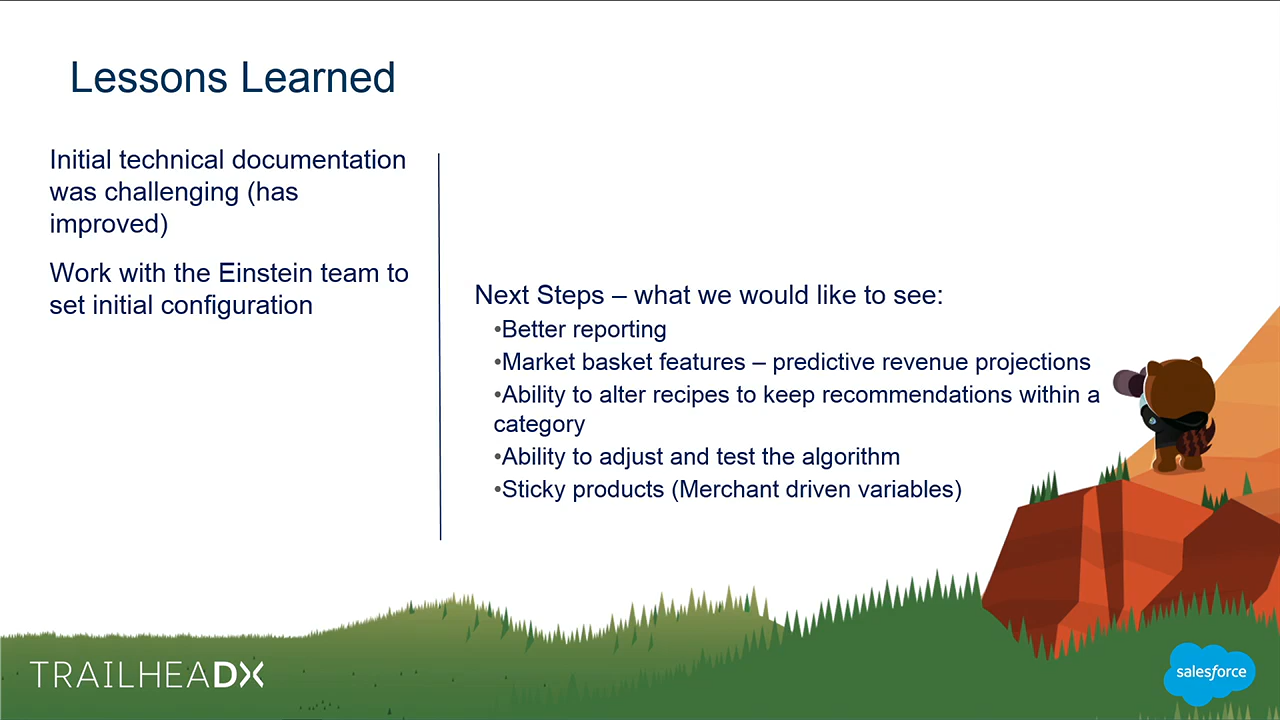 Lessons Learned
Initial technical documentation
was challenging (has
improved)
Work with the Einstein team to
set initial configuration
Next Steps – what we would like to see:
•Better reporting
•Market basket features – predictive revenue projections
•Ability to alter recipes to keep recommendations within a
category
•Ability to adjust and test the algorithm
•Sticky products (Merchant driven variables)
TRAILHEADX
salesforce